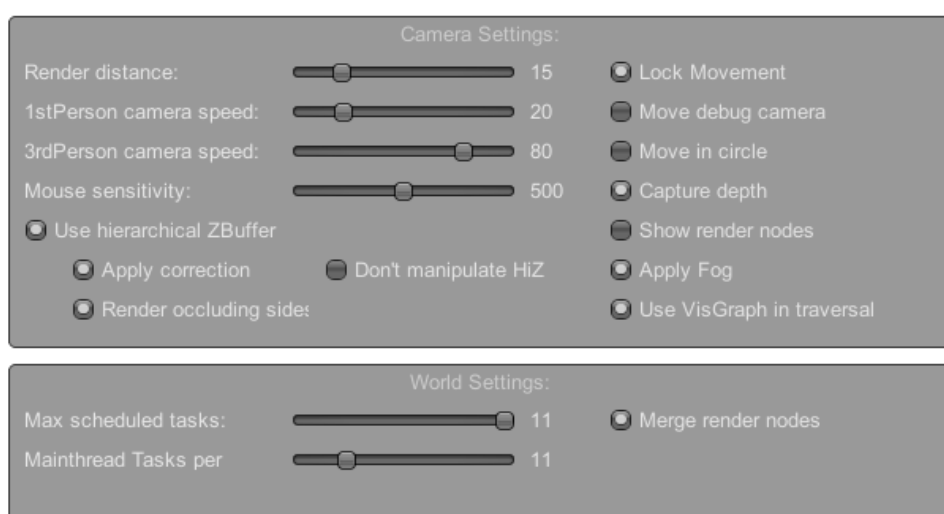 Camera Settings:
Render distance: 15 Lock Movement
1stPerson camera speed: 20 Move debug camera
3rdPerson camera speed: 80 Move in circle
Mouse sensitivity: 500 Capture depth
Use hierarchical ZBuffer Show render nodes
Apply correction Don't manipulate HiZ Apply Fog
Render occluding sides Use VisGraph in traversal
World Settings:
Max scheduled tasks: 11 Merge render nodes
Mainthread Tasks per 11